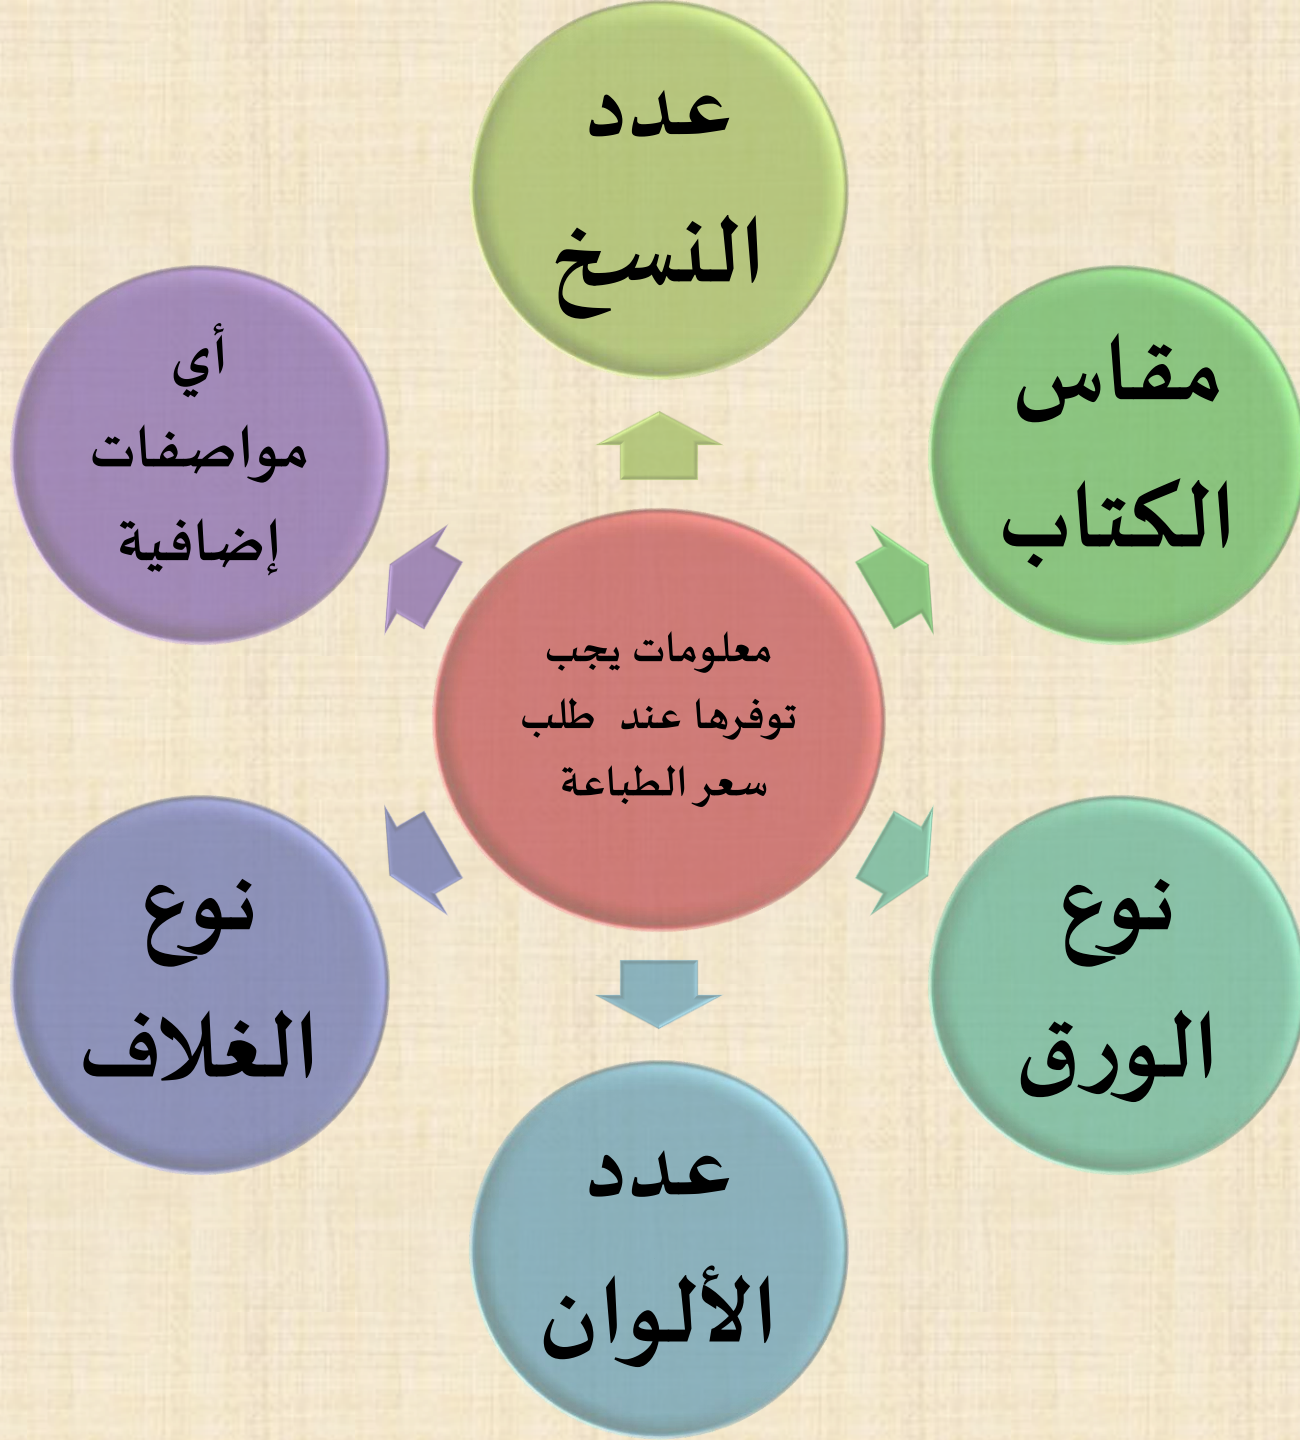 عدد
النسخ
مقاس
الكتاب
أي
مواصفات
إضافية
معلومات يجب
توفرها عند طلب
سعر الطباعة
نوع
الورق
نوع
الغلاف
عدد
الألوان